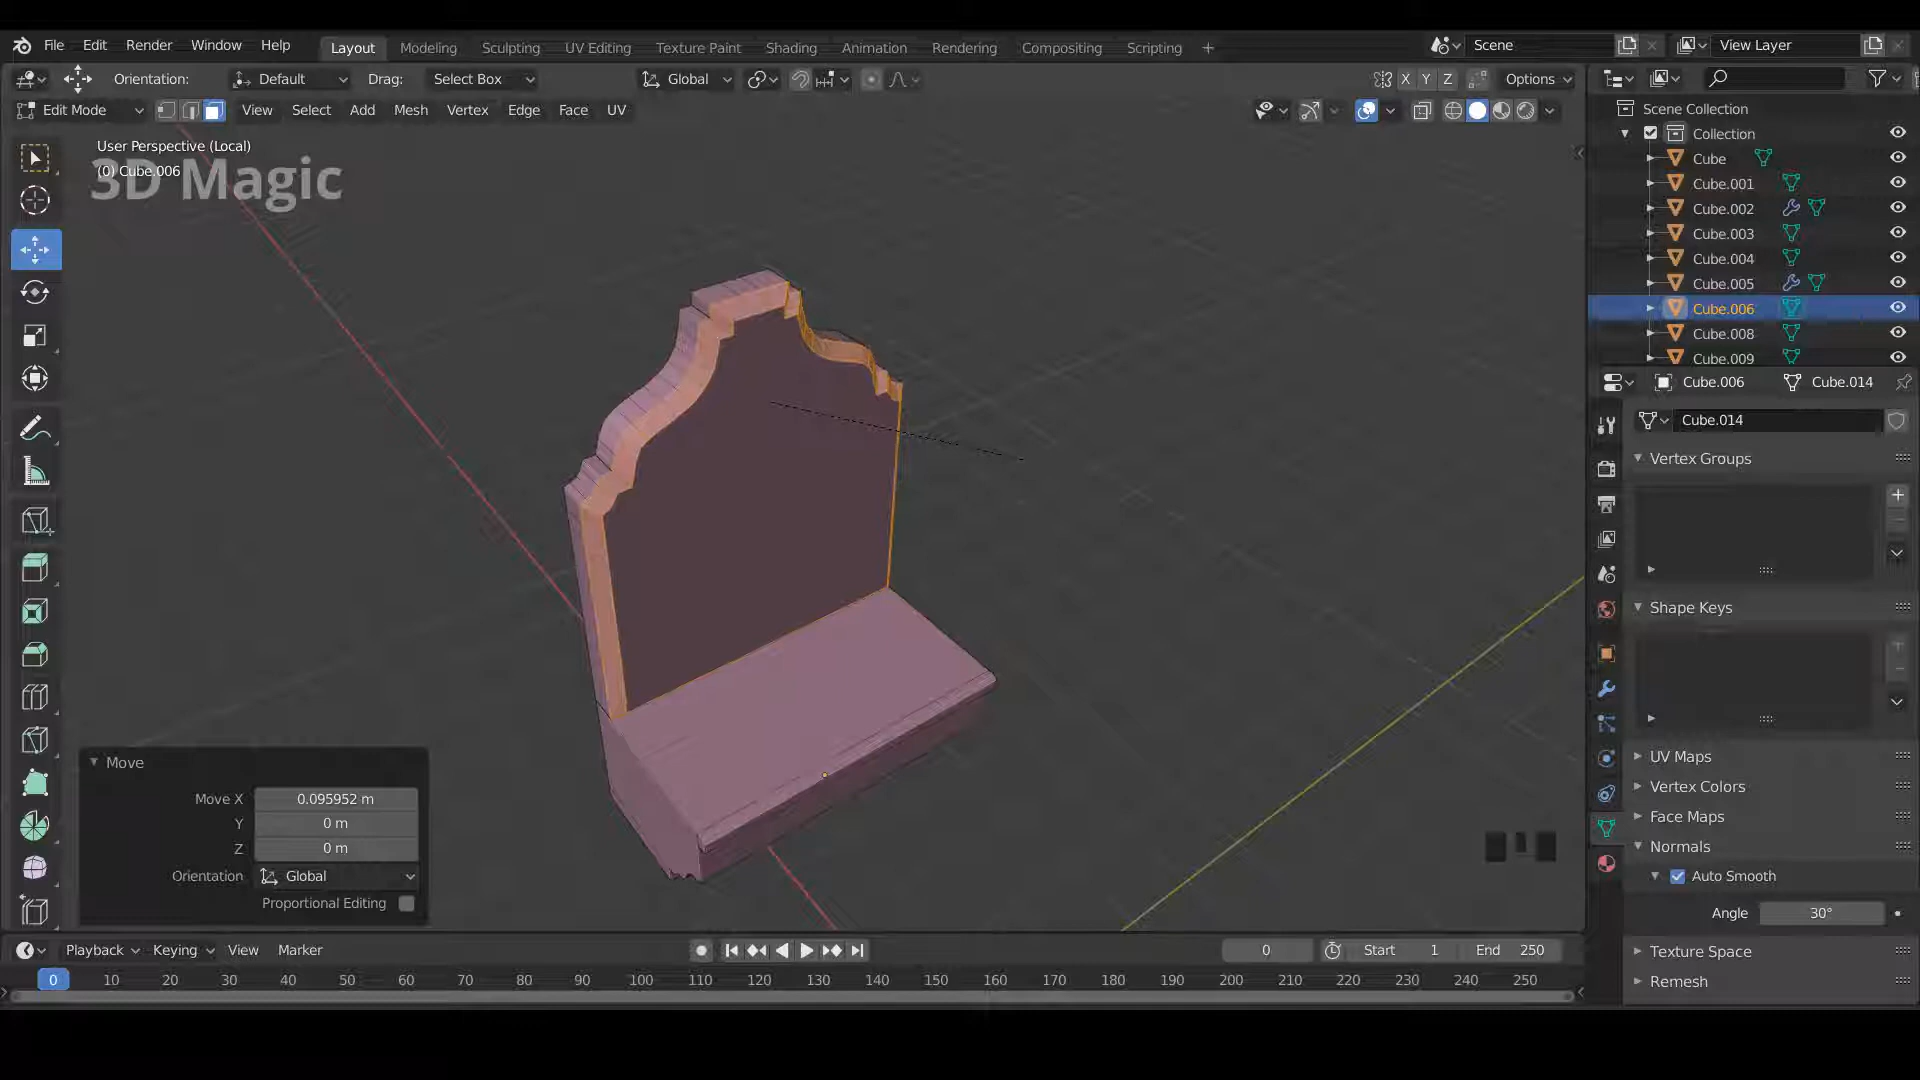 File Edit Render Window Help Layout Modeling Sculpting UV Editing Texture Paint Shading Animation Rendering Compositing Scripting + Scene View Layer
Orientation: Default Drag: Select Box Global X Y Z Options
Edit Mode View Select Add Mesh Vertex Edge Face UV
User Perspective (Local)
(0) Cube.006
3D Magic
Scene Collection
Collection
Cube
Cube.001
Cube.002
Cube.003
Cube.004
Cube.005
Cube.006
Cube.008
Cube.009
Cube.006 Cube.014
Cube.014
Vertex Groups
Shape Keys
UV Maps
Vertex Colors
Face Maps
Normals
Auto Smooth
Angle 30°
Texture Space
Remesh
Move
Move X 0.095952 m
Y 0 m
Z 0 m
Orientation Global
Proportional Editing
Playback Keying View Marker 0 Start 1 End 250
0 10 20 30 40 50 60 70 80 90 100 110 120 130 140 150 160 170 180 190 200 210 220 230 240 250